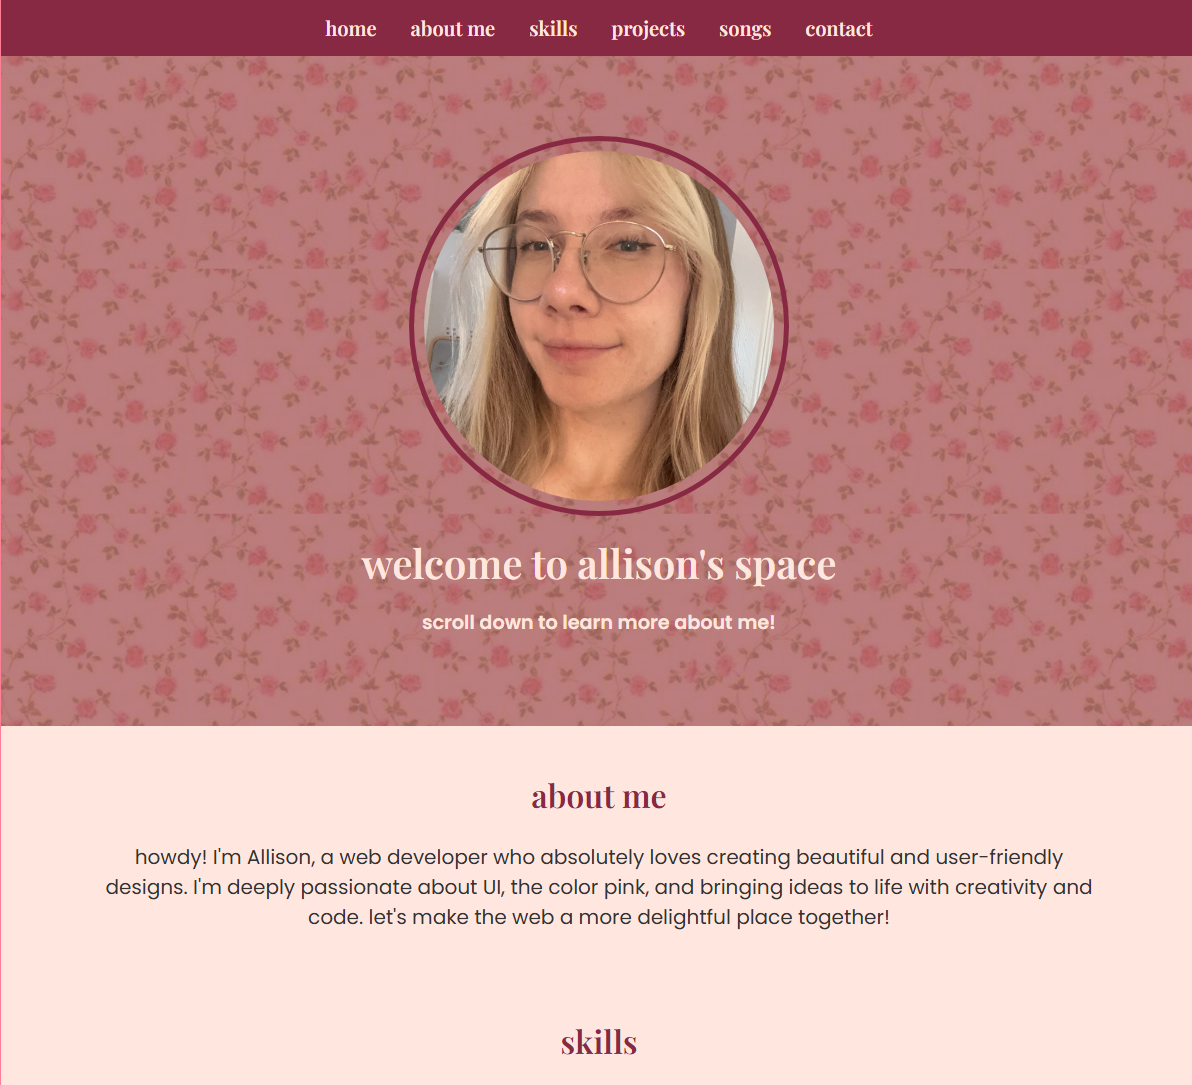 home about me skills projects songs contact
welcome to allison's space
scroll down to learn more about me!
about me
howdy! I'm Allison, a web developer who absolutely loves creating beautiful and user-friendly
designs. I'm deeply passionate about UI, the color pink, and bringing ideas to life with creativity and
code. let's make the web a more delightful place together!
skills